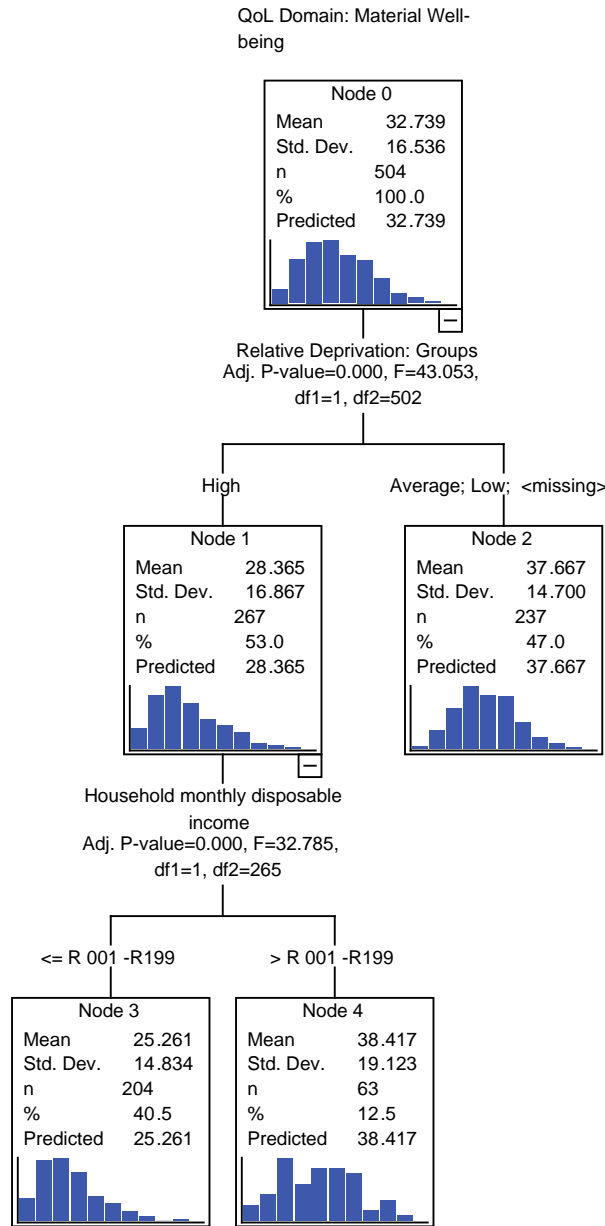 QoL Domain: Material Well-
being
Node 0
Mean 32.739
Std. Dev. 16.536
n 504
% 100.0
Predicted 32.739
Relative Deprivation: Groups
Adj. P-value=0.000, F=43.053,
df1=1, df2=502
High
Average; Low; <missing>
Node 1
Mean 28.365
Std. Dev. 16.867
n 267
% 53.0
Predicted 28.365
Node 2
Mean 37.667
Std. Dev. 14.700
n 237
% 47.0
Predicted 37.667
Household monthly disposable
income
Adj. P-value=0.000, F=32.785,
df1=1, df2=265
<= R 001 -R199
> R 001 -R199
Node 3
Mean 25.261
Std. Dev. 14.834
n 204
% 40.5
Predicted 25.261
Node 4
Mean 38.417
Std. Dev. 19.123
n 63
% 12.5
Predicted 38.417